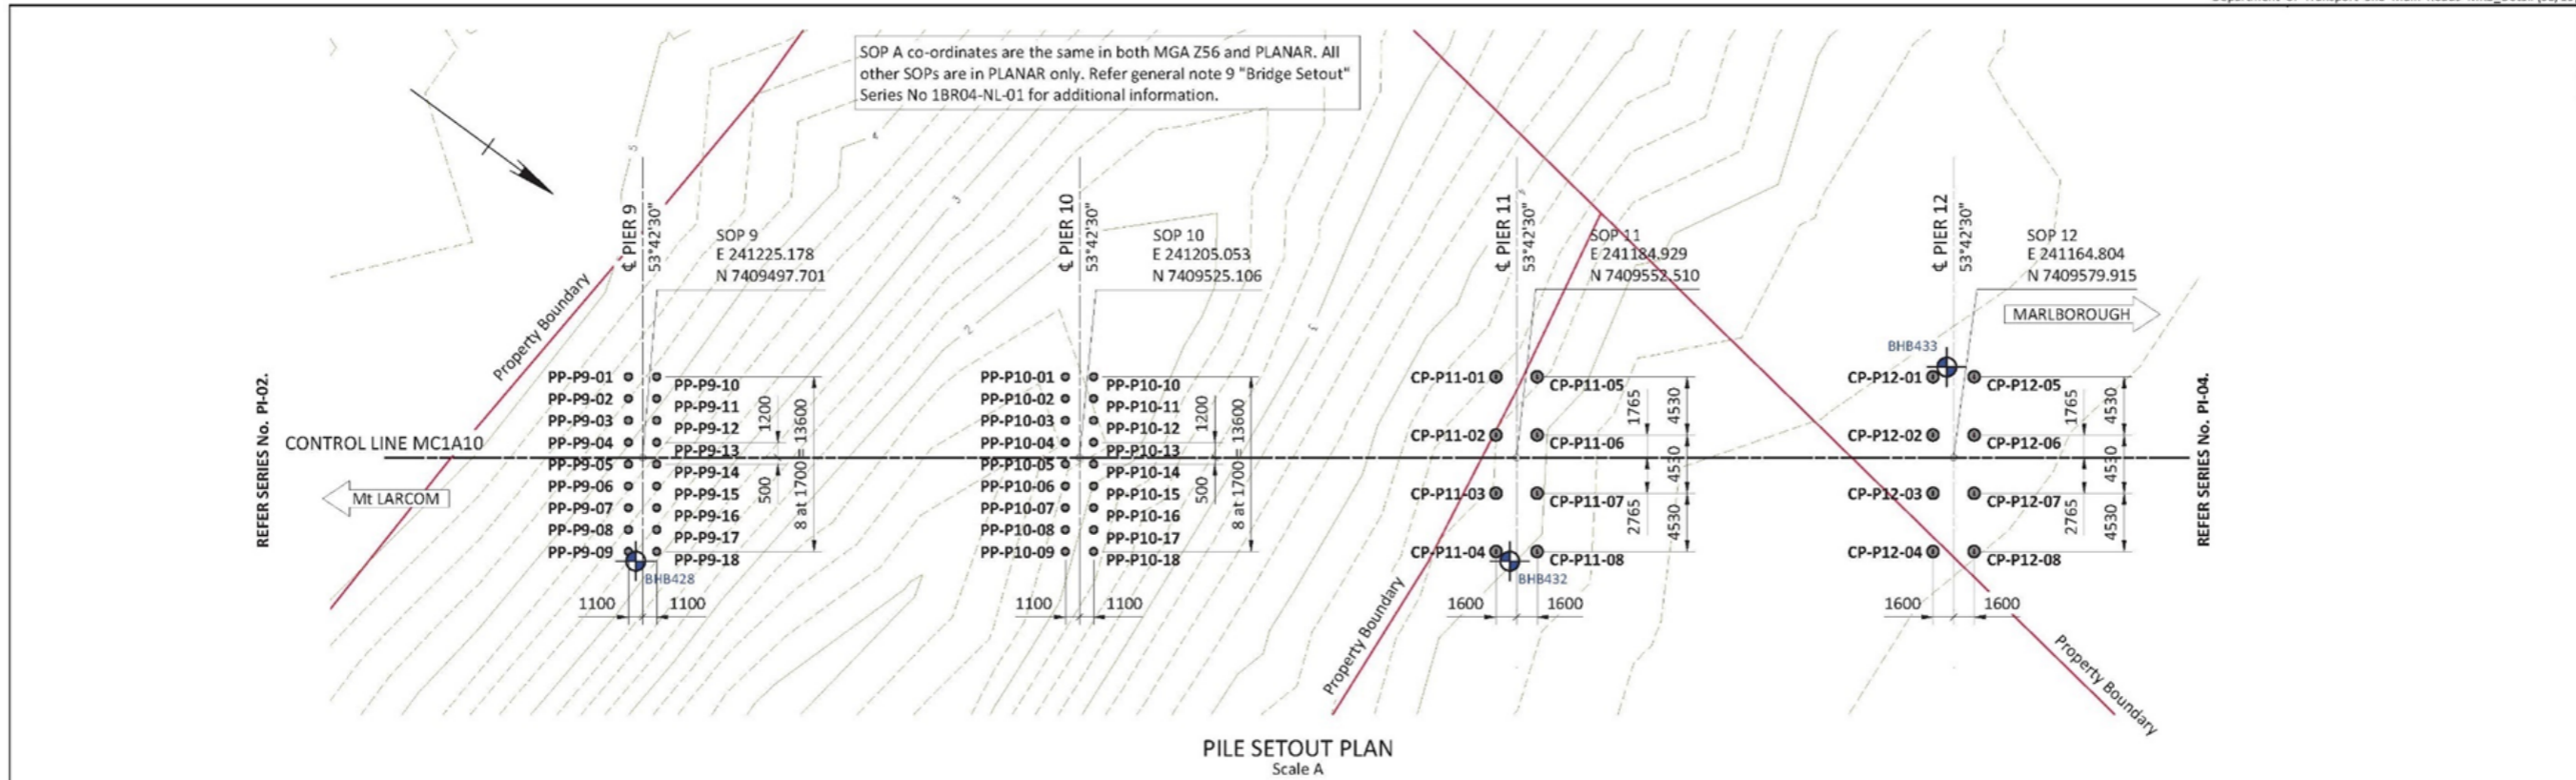 SOP A co-ordinates are the same in both MGA Z56 and PLANAR. All
other SOPs are in PLANAR only. Refer general note 9 "Bridge Setout"
Series No 1BR04-NL-01 for additional information.
5
4
3
2
3
℄ PIER 9
53°42'30"
SOP 9
E 241225.178
N 7409497.701
℄ PIER 10
53°42'30"
SOP 10
E 241205.053
N 7409525.106
℄ PIER 11
53°42'30"
SOP 11
E 241184.929
N 7409552.510
℄ PIER 12
53°42'30"
SOP 12
E 241164.804
N 7409579.915
MARLBOROUGH
Property Boundary
REFER SERIES No. PI-02.
CONTROL LINE MC1A10
Mt LARCOM
PP-P9-01
PP-P9-02
PP-P9-03
PP-P9-04
PP-P9-05
PP-P9-06
PP-P9-07
PP-P9-08
PP-P9-09
PP-P9-10
PP-P9-11
PP-P9-12
PP-P9-13
PP-P9-14
PP-P9-15
PP-P9-16
PP-P9-17
PP-P9-18
1200
500
8 at 1700= 13600
BHB428
1100
1100
PP-P10-01
PP-P10-02
PP-P10-03
PP-P10-04
PP-P10-05
PP-P10-06
PP-P10-07
PP-P10-08
PP-P10-09
PP-P10-10
PP-P10-11
PP-P10-12
PP-P10-13
PP-P10-14
PP-P10-15
PP-P10-16
PP-P10-17
PP-P10-18
1200
500
8 at 1700= 13600
1100
1100
CP-P11-01
CP-P11-02
CP-P11-03
CP-P11-04
CP-P11-05
CP-P11-06
CP-P11-07
CP-P11-08
1765
2765
4530
4530
4530
BHB432
1600
1600
Property Boundary
BHB433
CP-P12-01
CP-P12-02
CP-P12-03
CP-P12-04
CP-P12-05
CP-P12-06
CP-P12-07
CP-P12-08
1765
2765
4530
4530
4530
1600
1600
Property Boundary
REFER SERIES No. PI-04.
PILE SETOUT PLAN
Scale A